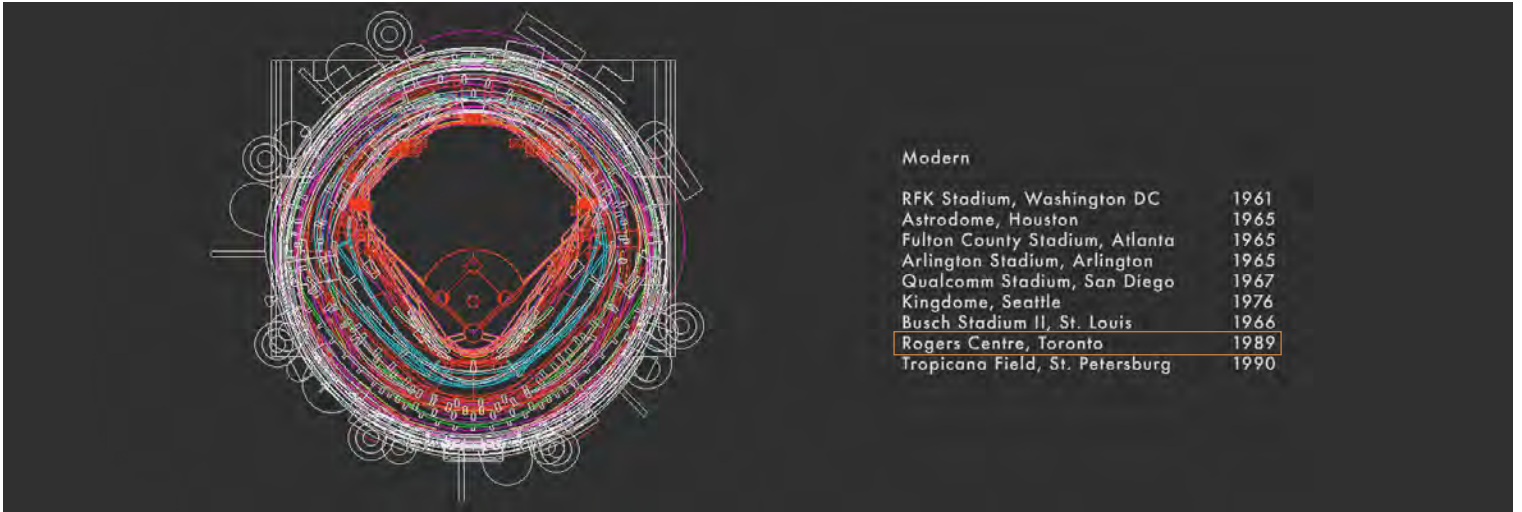 Modern
RFK Stadium, Washington DC 1961
Astrodome, Houston 1965
Fulton County Stadium, Atlanta 1965
Arlington Stadium, Arlington 1965
Qualcomm Stadium, San Diego 1967
Kingdome, Seattle 1976
Busch Stadium II, St. Louis 1966
Rogers Centre, Toronto 1989
Tropicana Field, St. Petersburg 1990